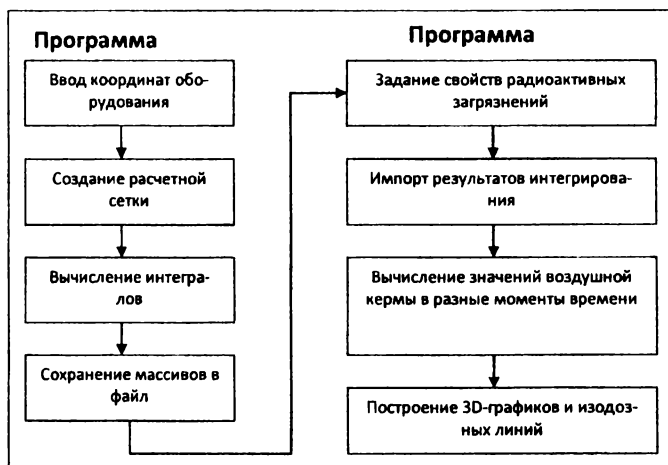 Программа
Ввод координат обо-
рудования
Создание расчетной
сетки
Вычисление интегра-
лов
Сохранение массивов в
файл
Программа
Задание свойств радиоактивных
загрязнений
Импорт результатов интегрирова-
ния
Вычисление значений воздушной
кермы в разные моменты времени
Построение 3D-графиков и изодоз-
ных линий